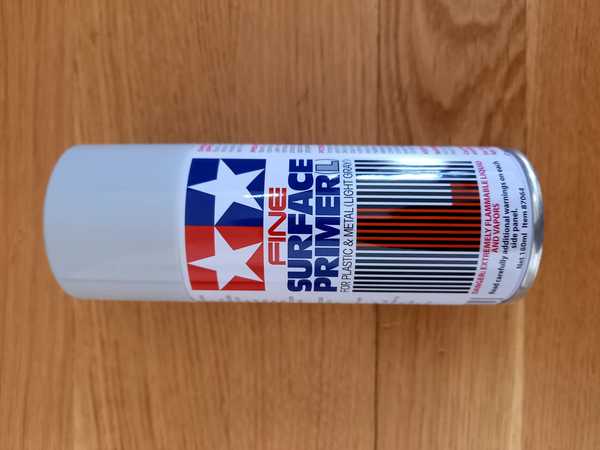 FINE
SURFACE
PRIMER L
FOR PLASTIC & METAL (LIGHT GRAY)
DANGER: EXTREMELY FLAMMABLE LIQUID
AND VAPORS
Read carefully additional warnings on each
side panel.
Net 180ml Item 87064